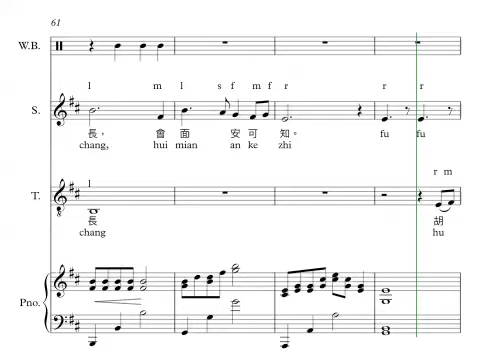 61
W.B.
l m l s f m f r r r
S.
長， 會 面 安 可 知。 fu fu
chang, hui mian an ke zhi
l r m
T.
長 胡
chang hu
Pno.